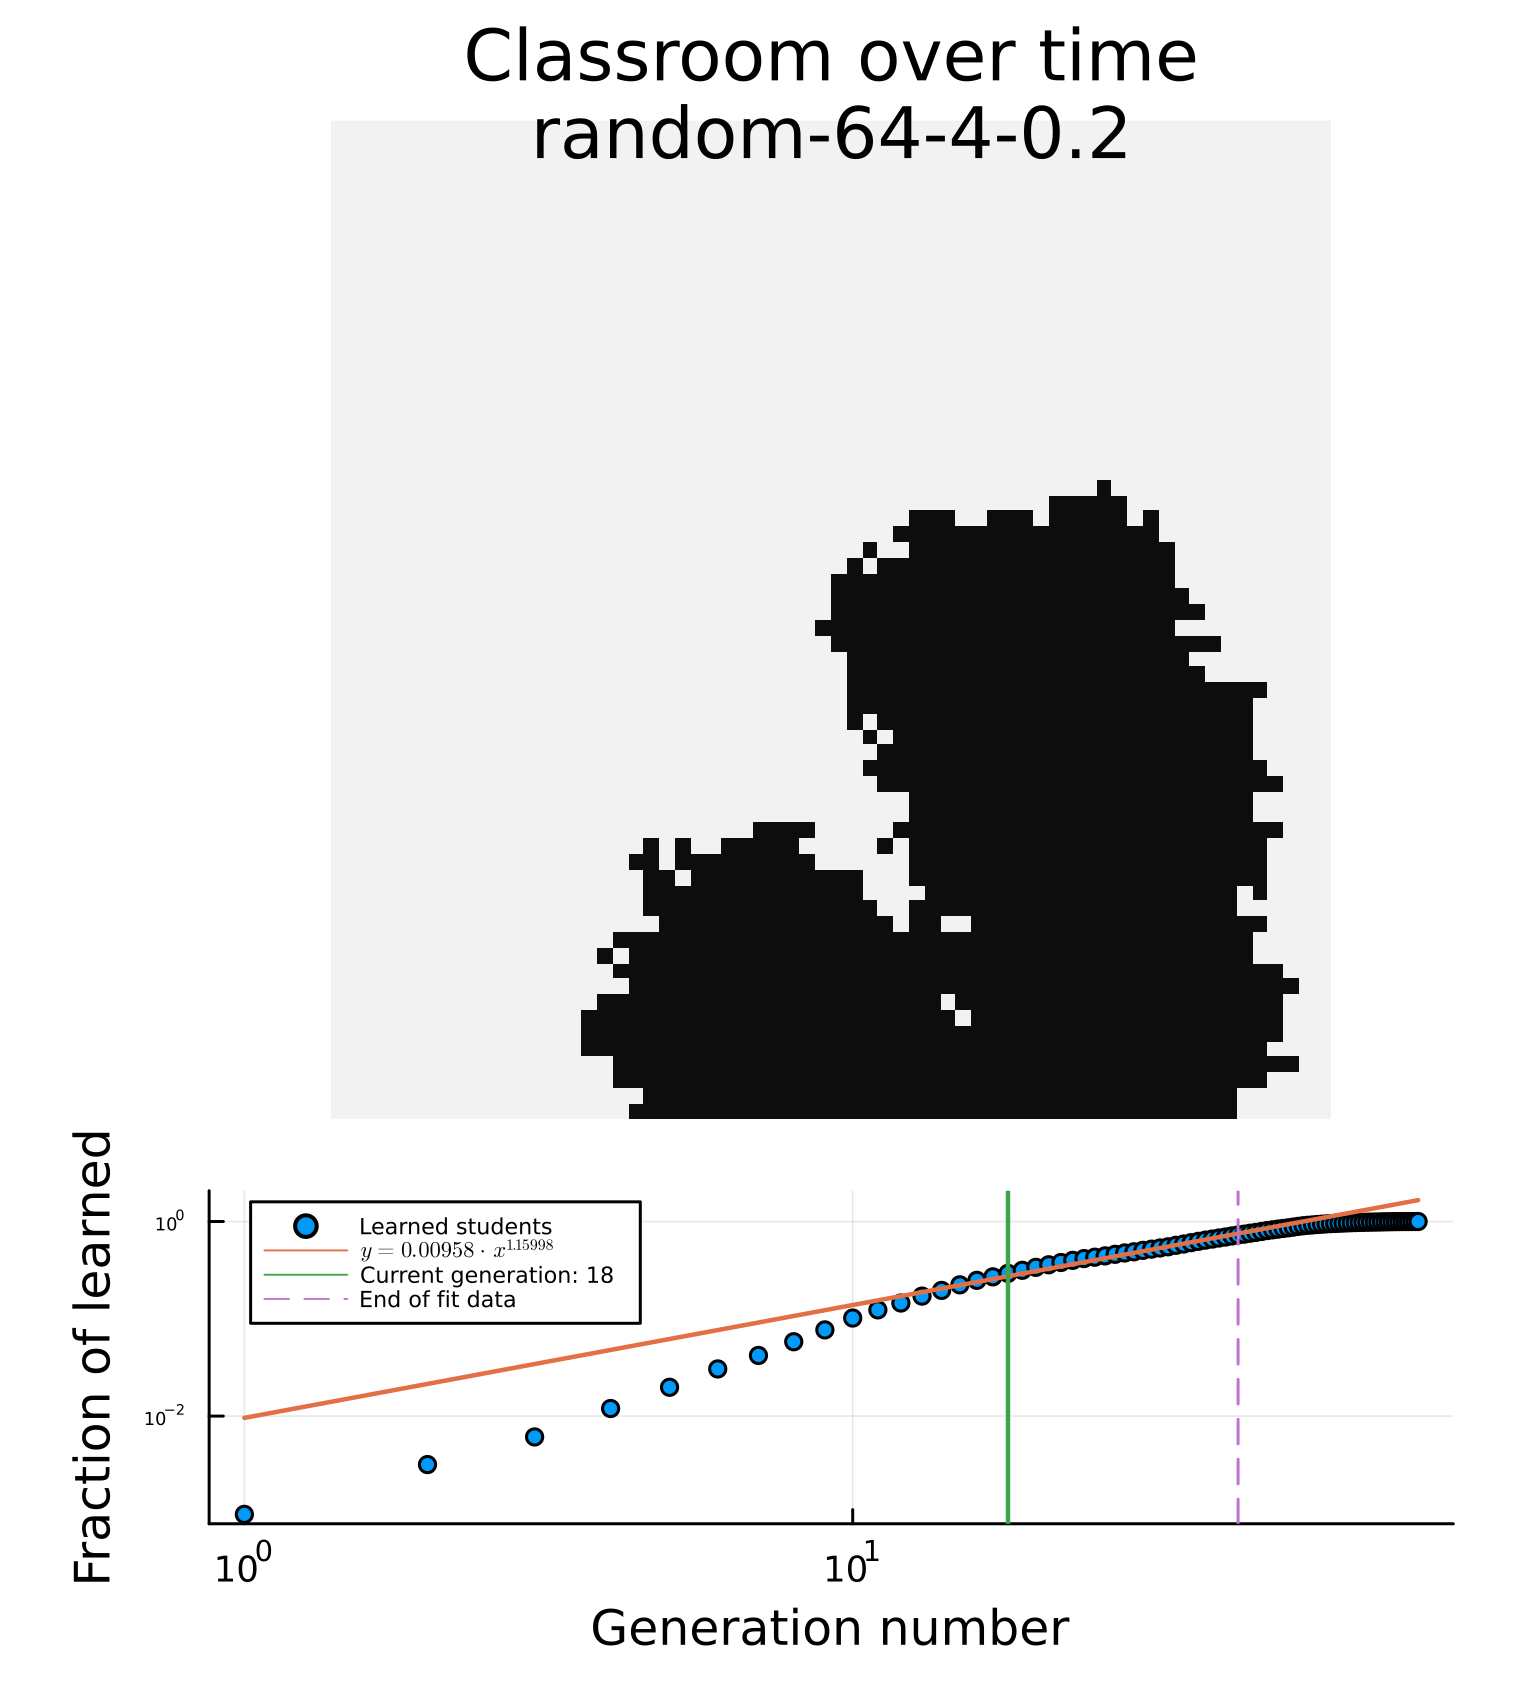 Classroom over time
random-64-4-0.2
Fraction of learned
10^0
10^-2
Learned students
y = 0.00958 · x^1.15998
Current generation: 18
End of fit data
10^0
10^1
Generation number